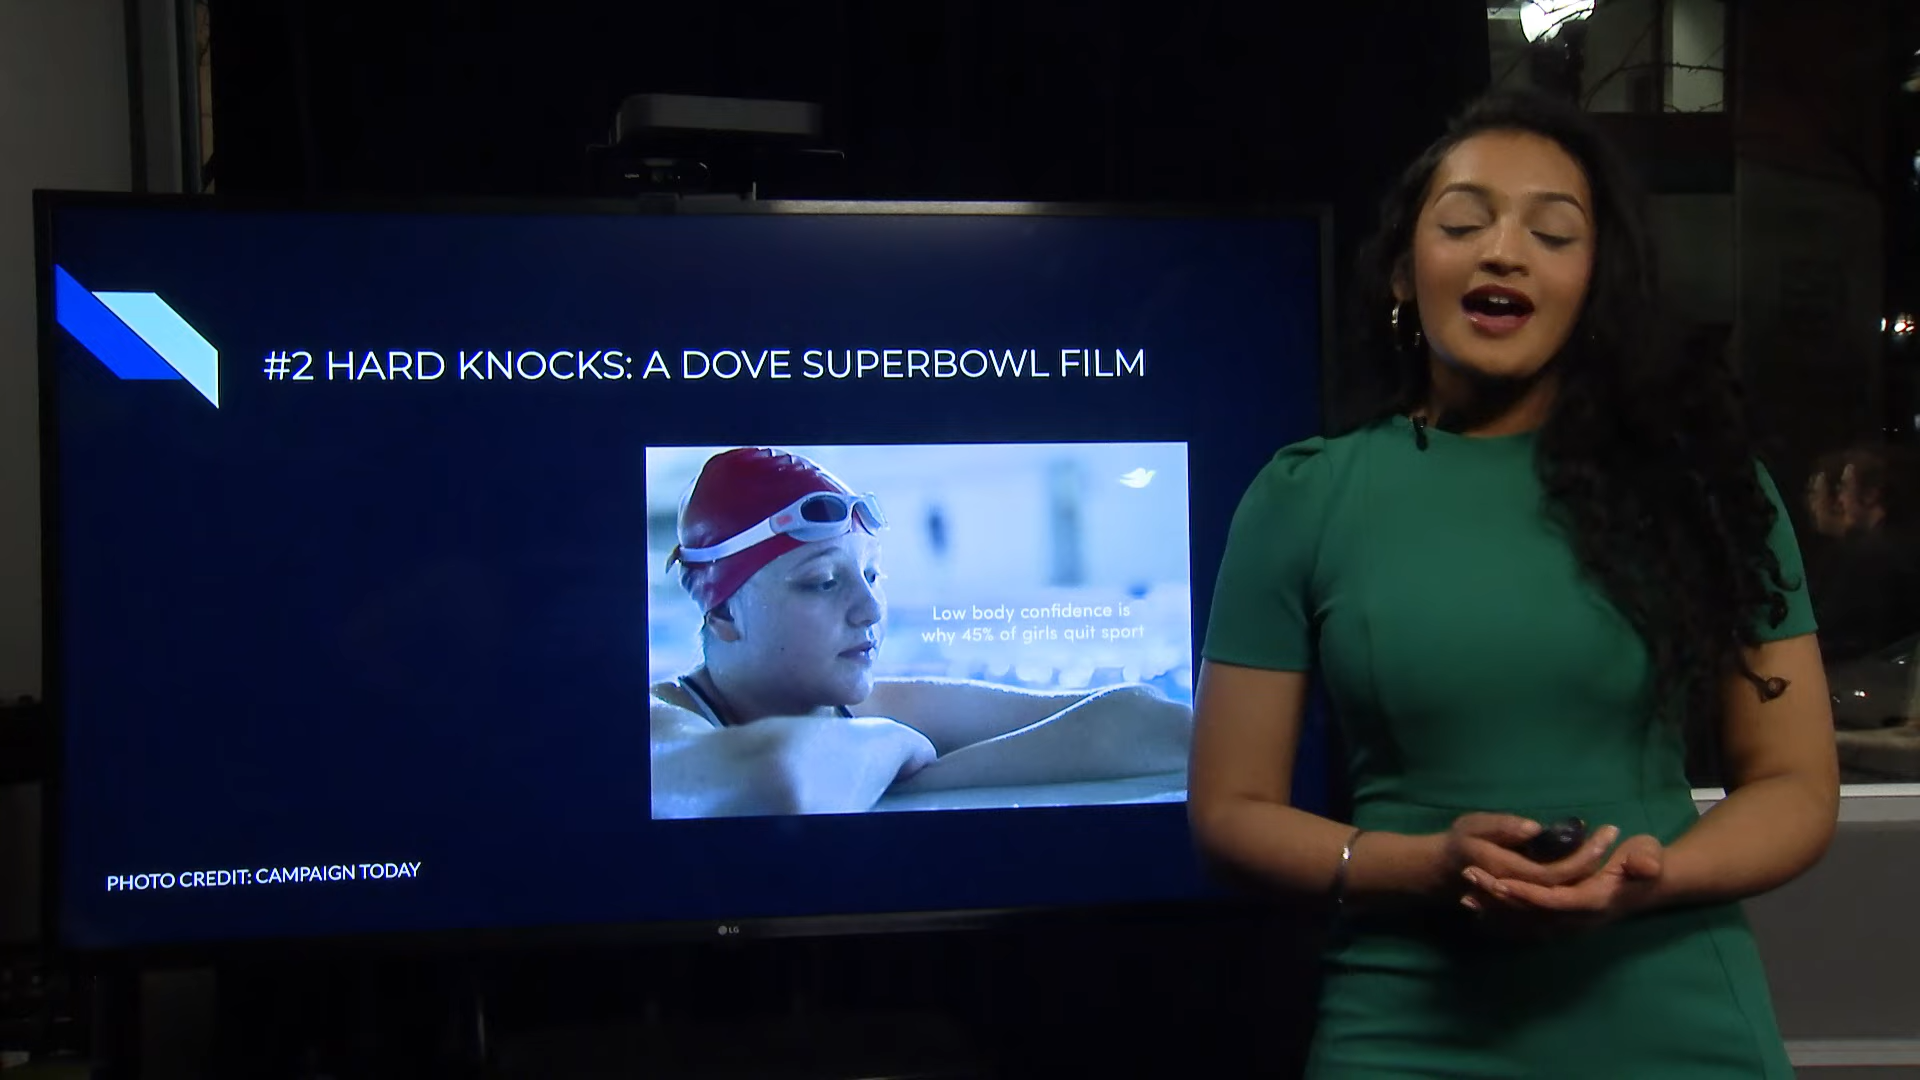 #2 HARD KNOCKS: A DOVE SUPERBOWL FILM
Low body confidence is
why 45% of girls quit sport
PHOTO CREDIT: CAMPAIGN TODAY
LG